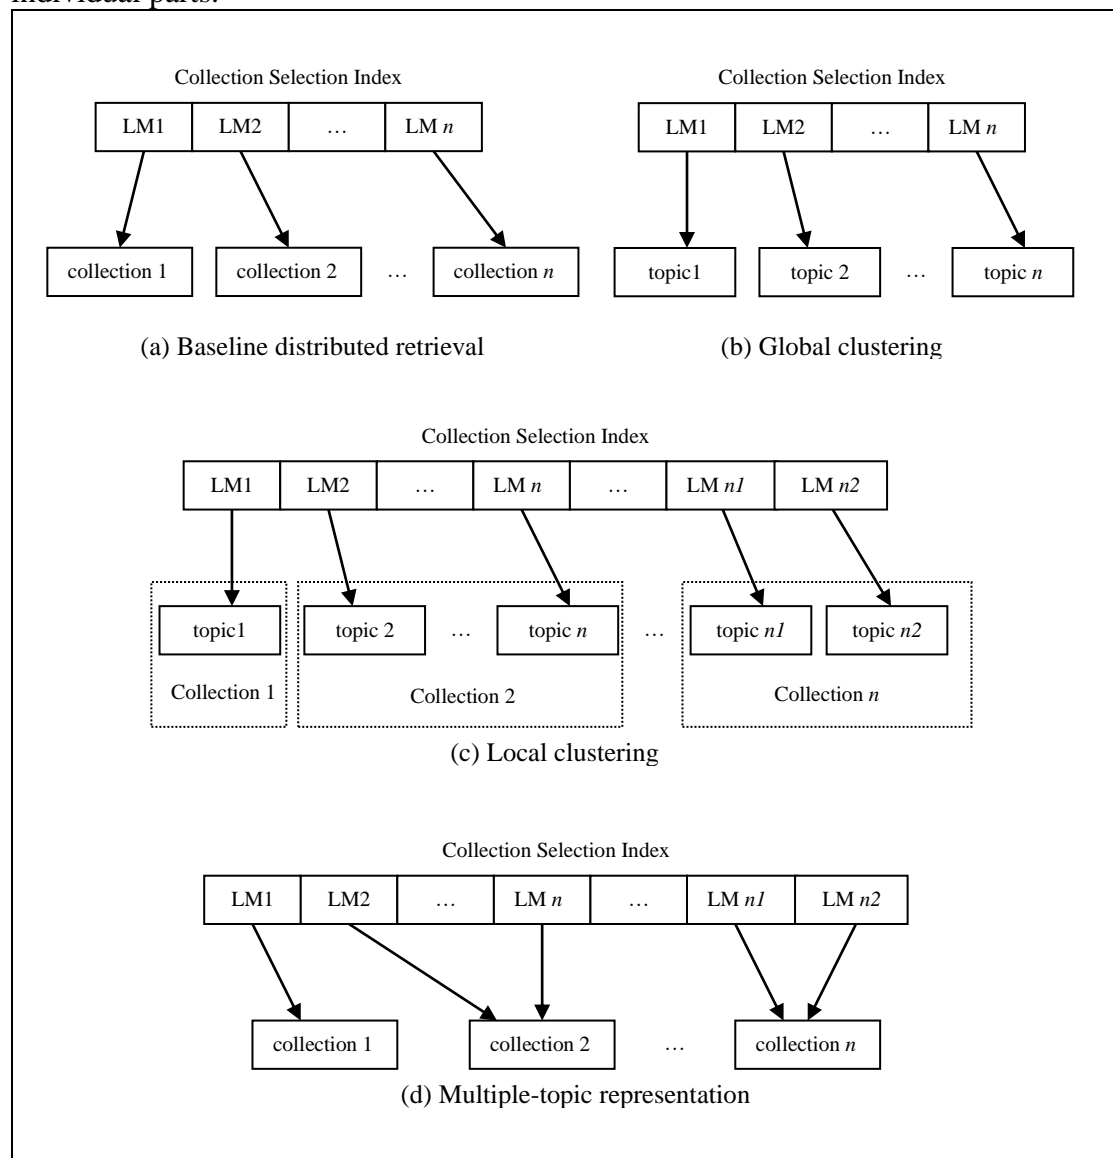 individual parts.
Collection Selection Index Collection Selection Index
LM1 LM2 … LM n LM1 LM2 … LM n
collection 1 collection 2 … collection n topic1 topic 2 … topic n
(a) Baseline distributed retrieval (b) Global clustering
Collection Selection Index
LM1 LM2 … LM n … LM n1 LM n2
topic1 topic 2 … topic n … topic n1 topic n2
Collection 1 Collection 2 Collection n
(c) Local clustering
Collection Selection Index
LM1 LM2 … LM n … LM n1 LM n2
collection 1 collection 2 … collection n
(d) Multiple-topic representation